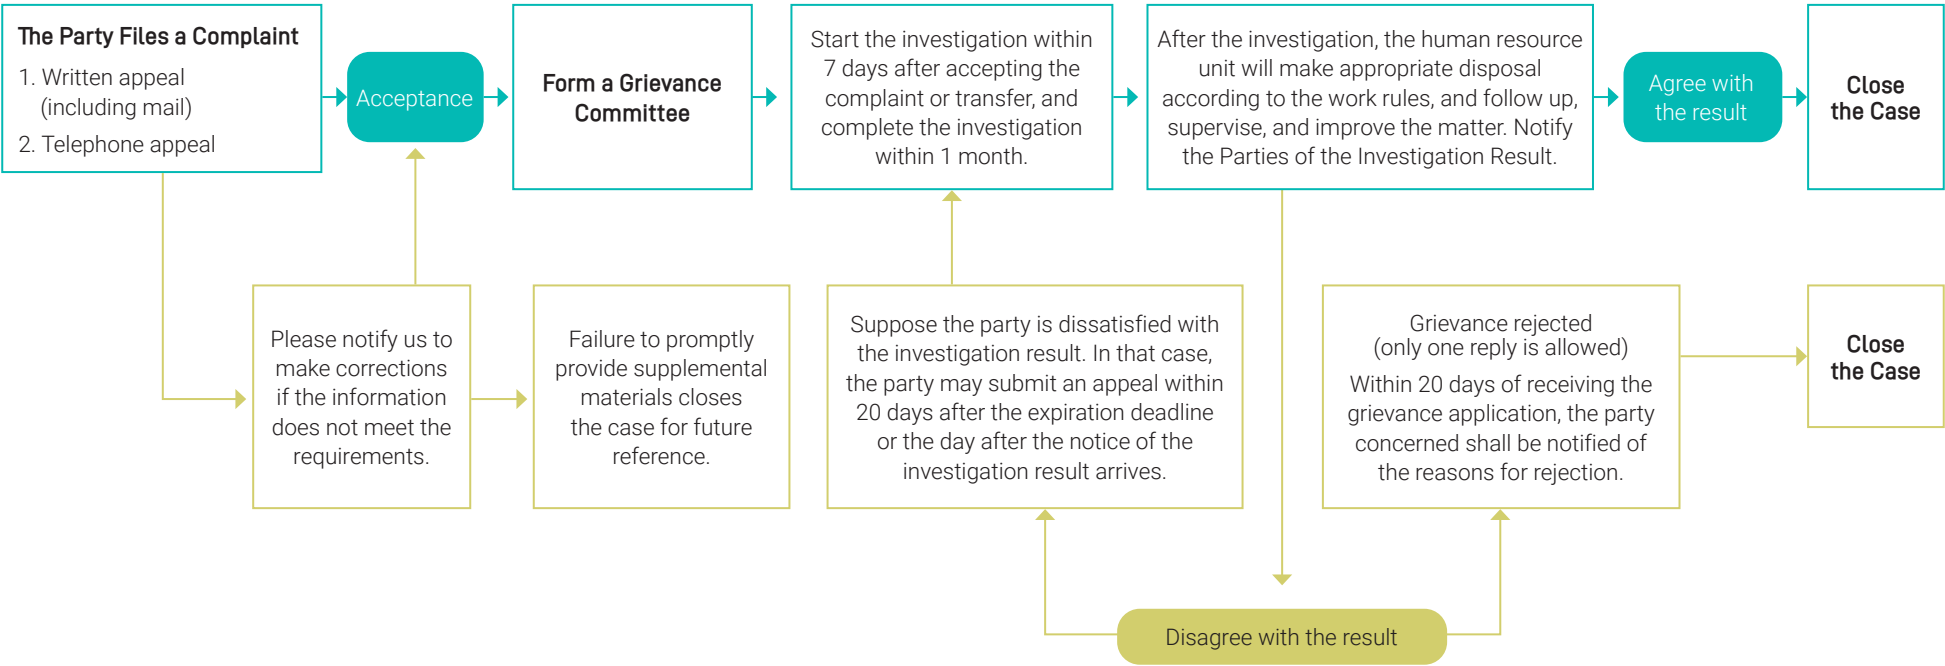 The Party Files a Complaint
1. Written appeal
(including mail)
2. Telephone appeal
Acceptance
Form a Grievance
Committee
Start the investigation within
7 days after accepting the
complaint or transfer, and
complete the investigation
within 1 month.
After the investigation, the human resource
unit will make appropriate disposal
according to the work rules, and follow up,
supervise, and improve the matter. Notify
the Parties of the Investigation Result.
Agree with
the result
Close
the Case
Please notify us to
make corrections
if the information
does not meet the
requirements.
Failure to promptly
provide supplemental
materials closes
the case for future
reference.
Suppose the party is dissatisfied with
the investigation result. In that case,
the party may submit an appeal within
20 days after the expiration deadline
or the day after the notice of the
investigation result arrives.
Grievance rejected
(only one reply is allowed)
Within 20 days of receiving the
grievance application, the party
concerned shall be notified of
the reasons for rejection.
Close
the Case
Disagree with the result